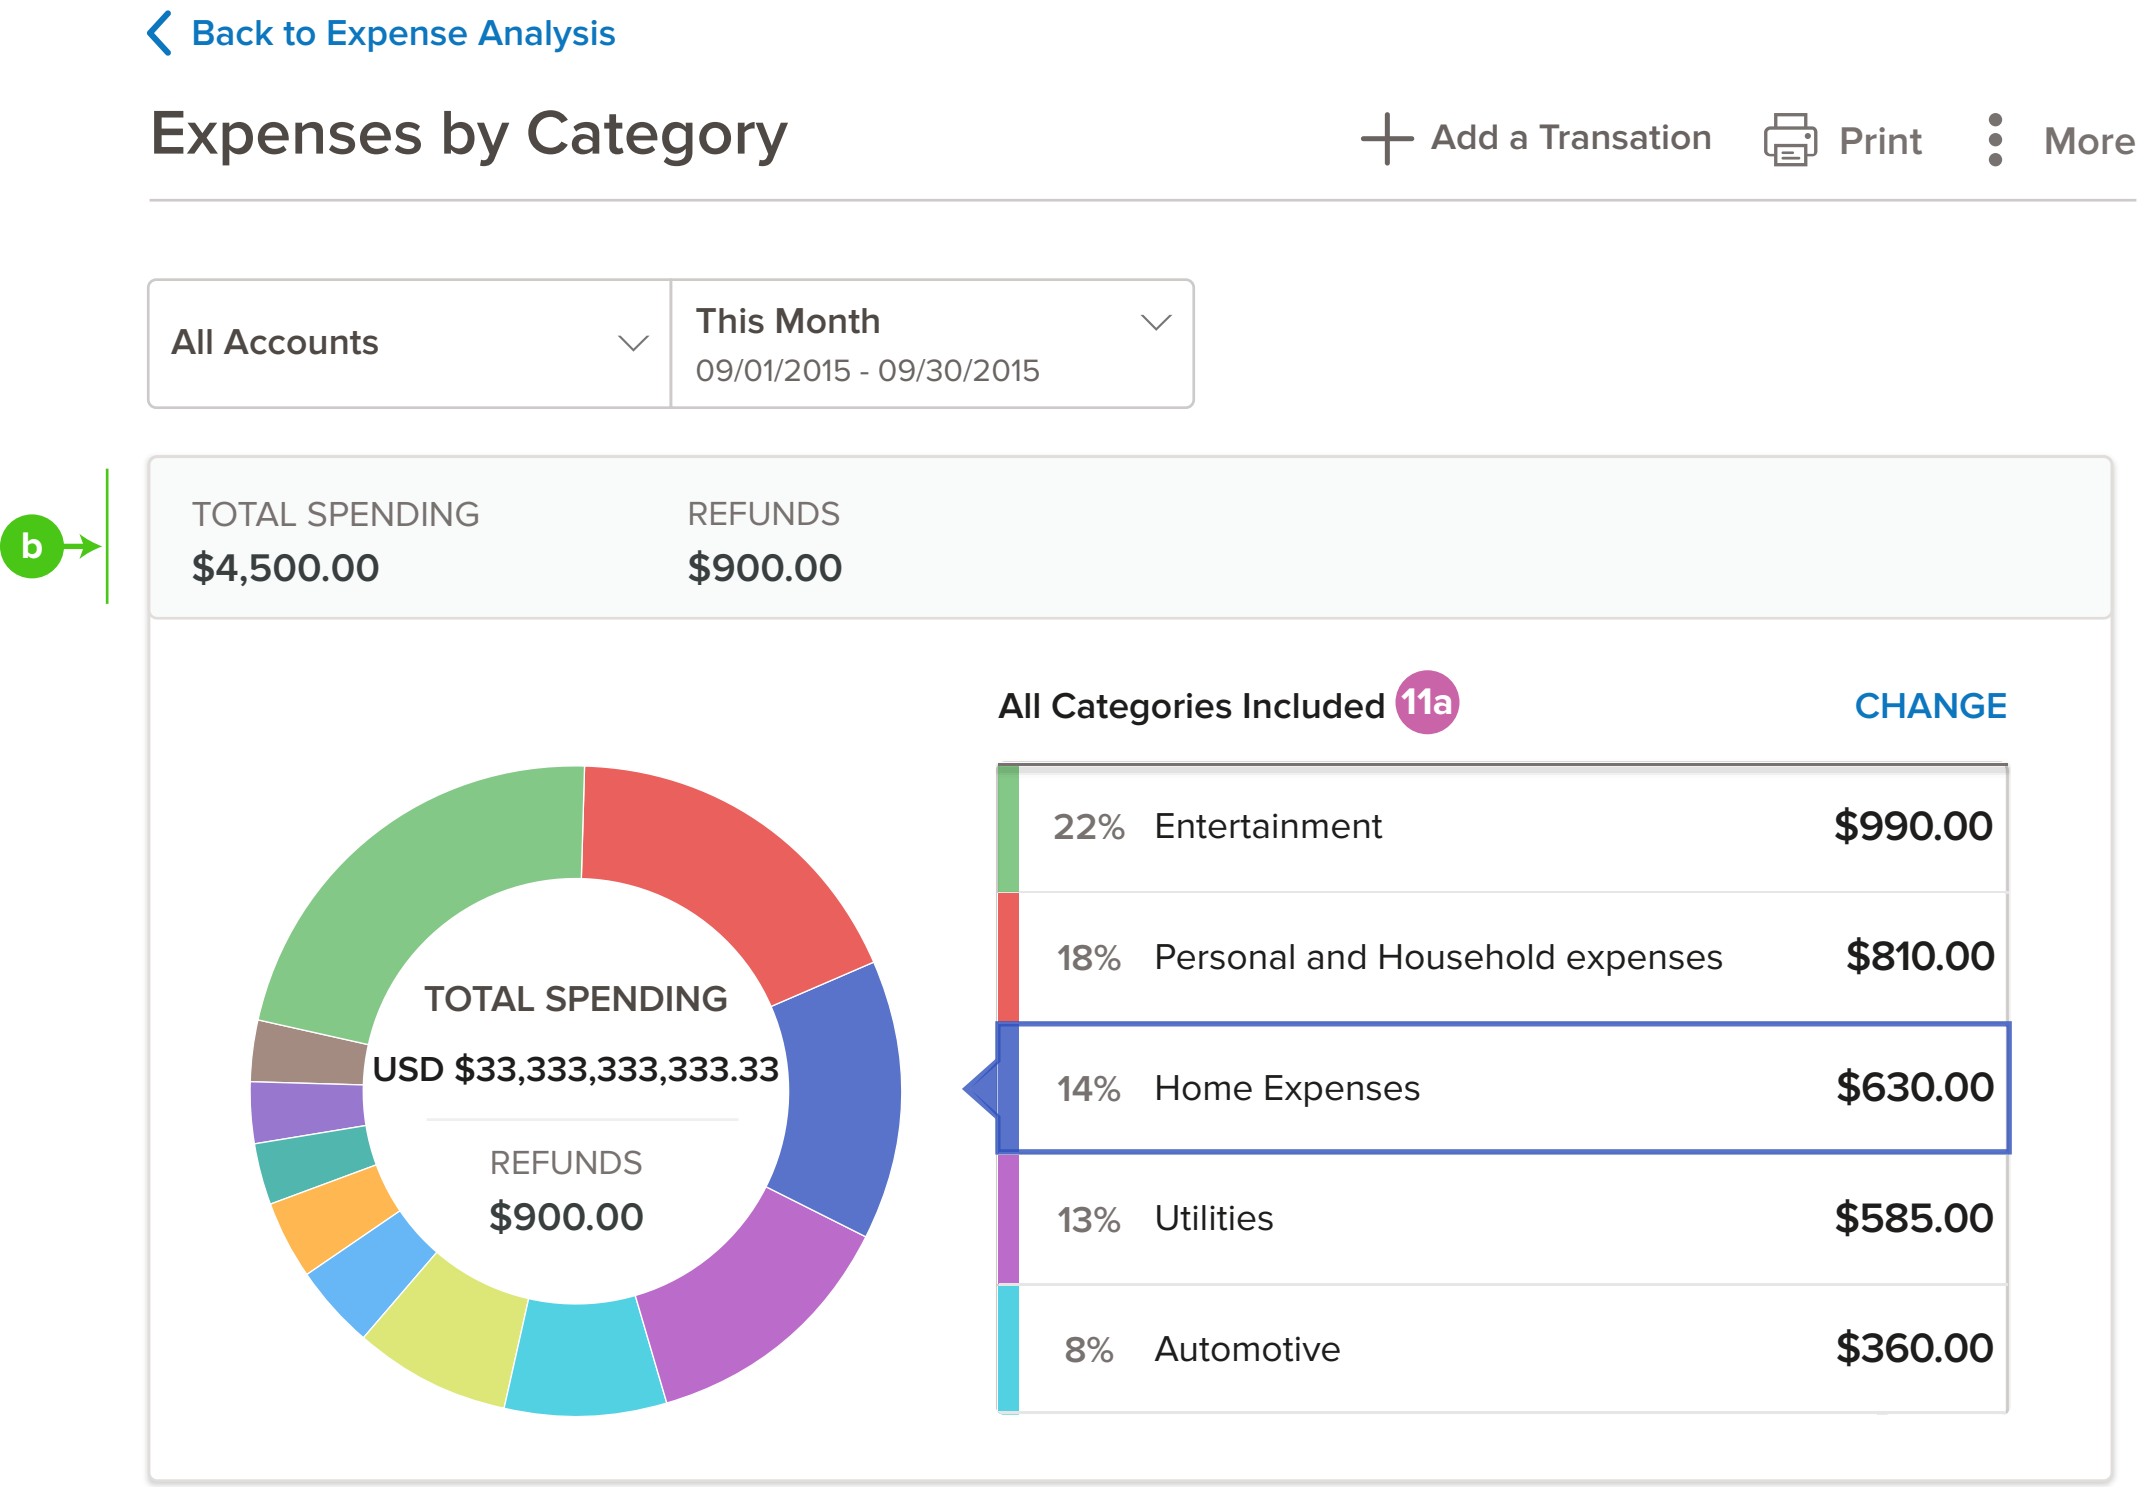 Back to Expense Analysis
Expenses by Category
Add a Transation
Print
More
All Accounts
This Month
09/01/2015 - 09/30/2015
b
TOTAL SPENDING
$4,500.00
REFUNDS
$900.00
All Categories Included
11a
CHANGE
TOTAL SPENDING
USD $33,333,333,333.33
REFUNDS
$900.00
22% Entertainment $990.00
18% Personal and Household expenses $810.00
14% Home Expenses $630.00
13% Utilities $585.00
8% Automotive $360.00